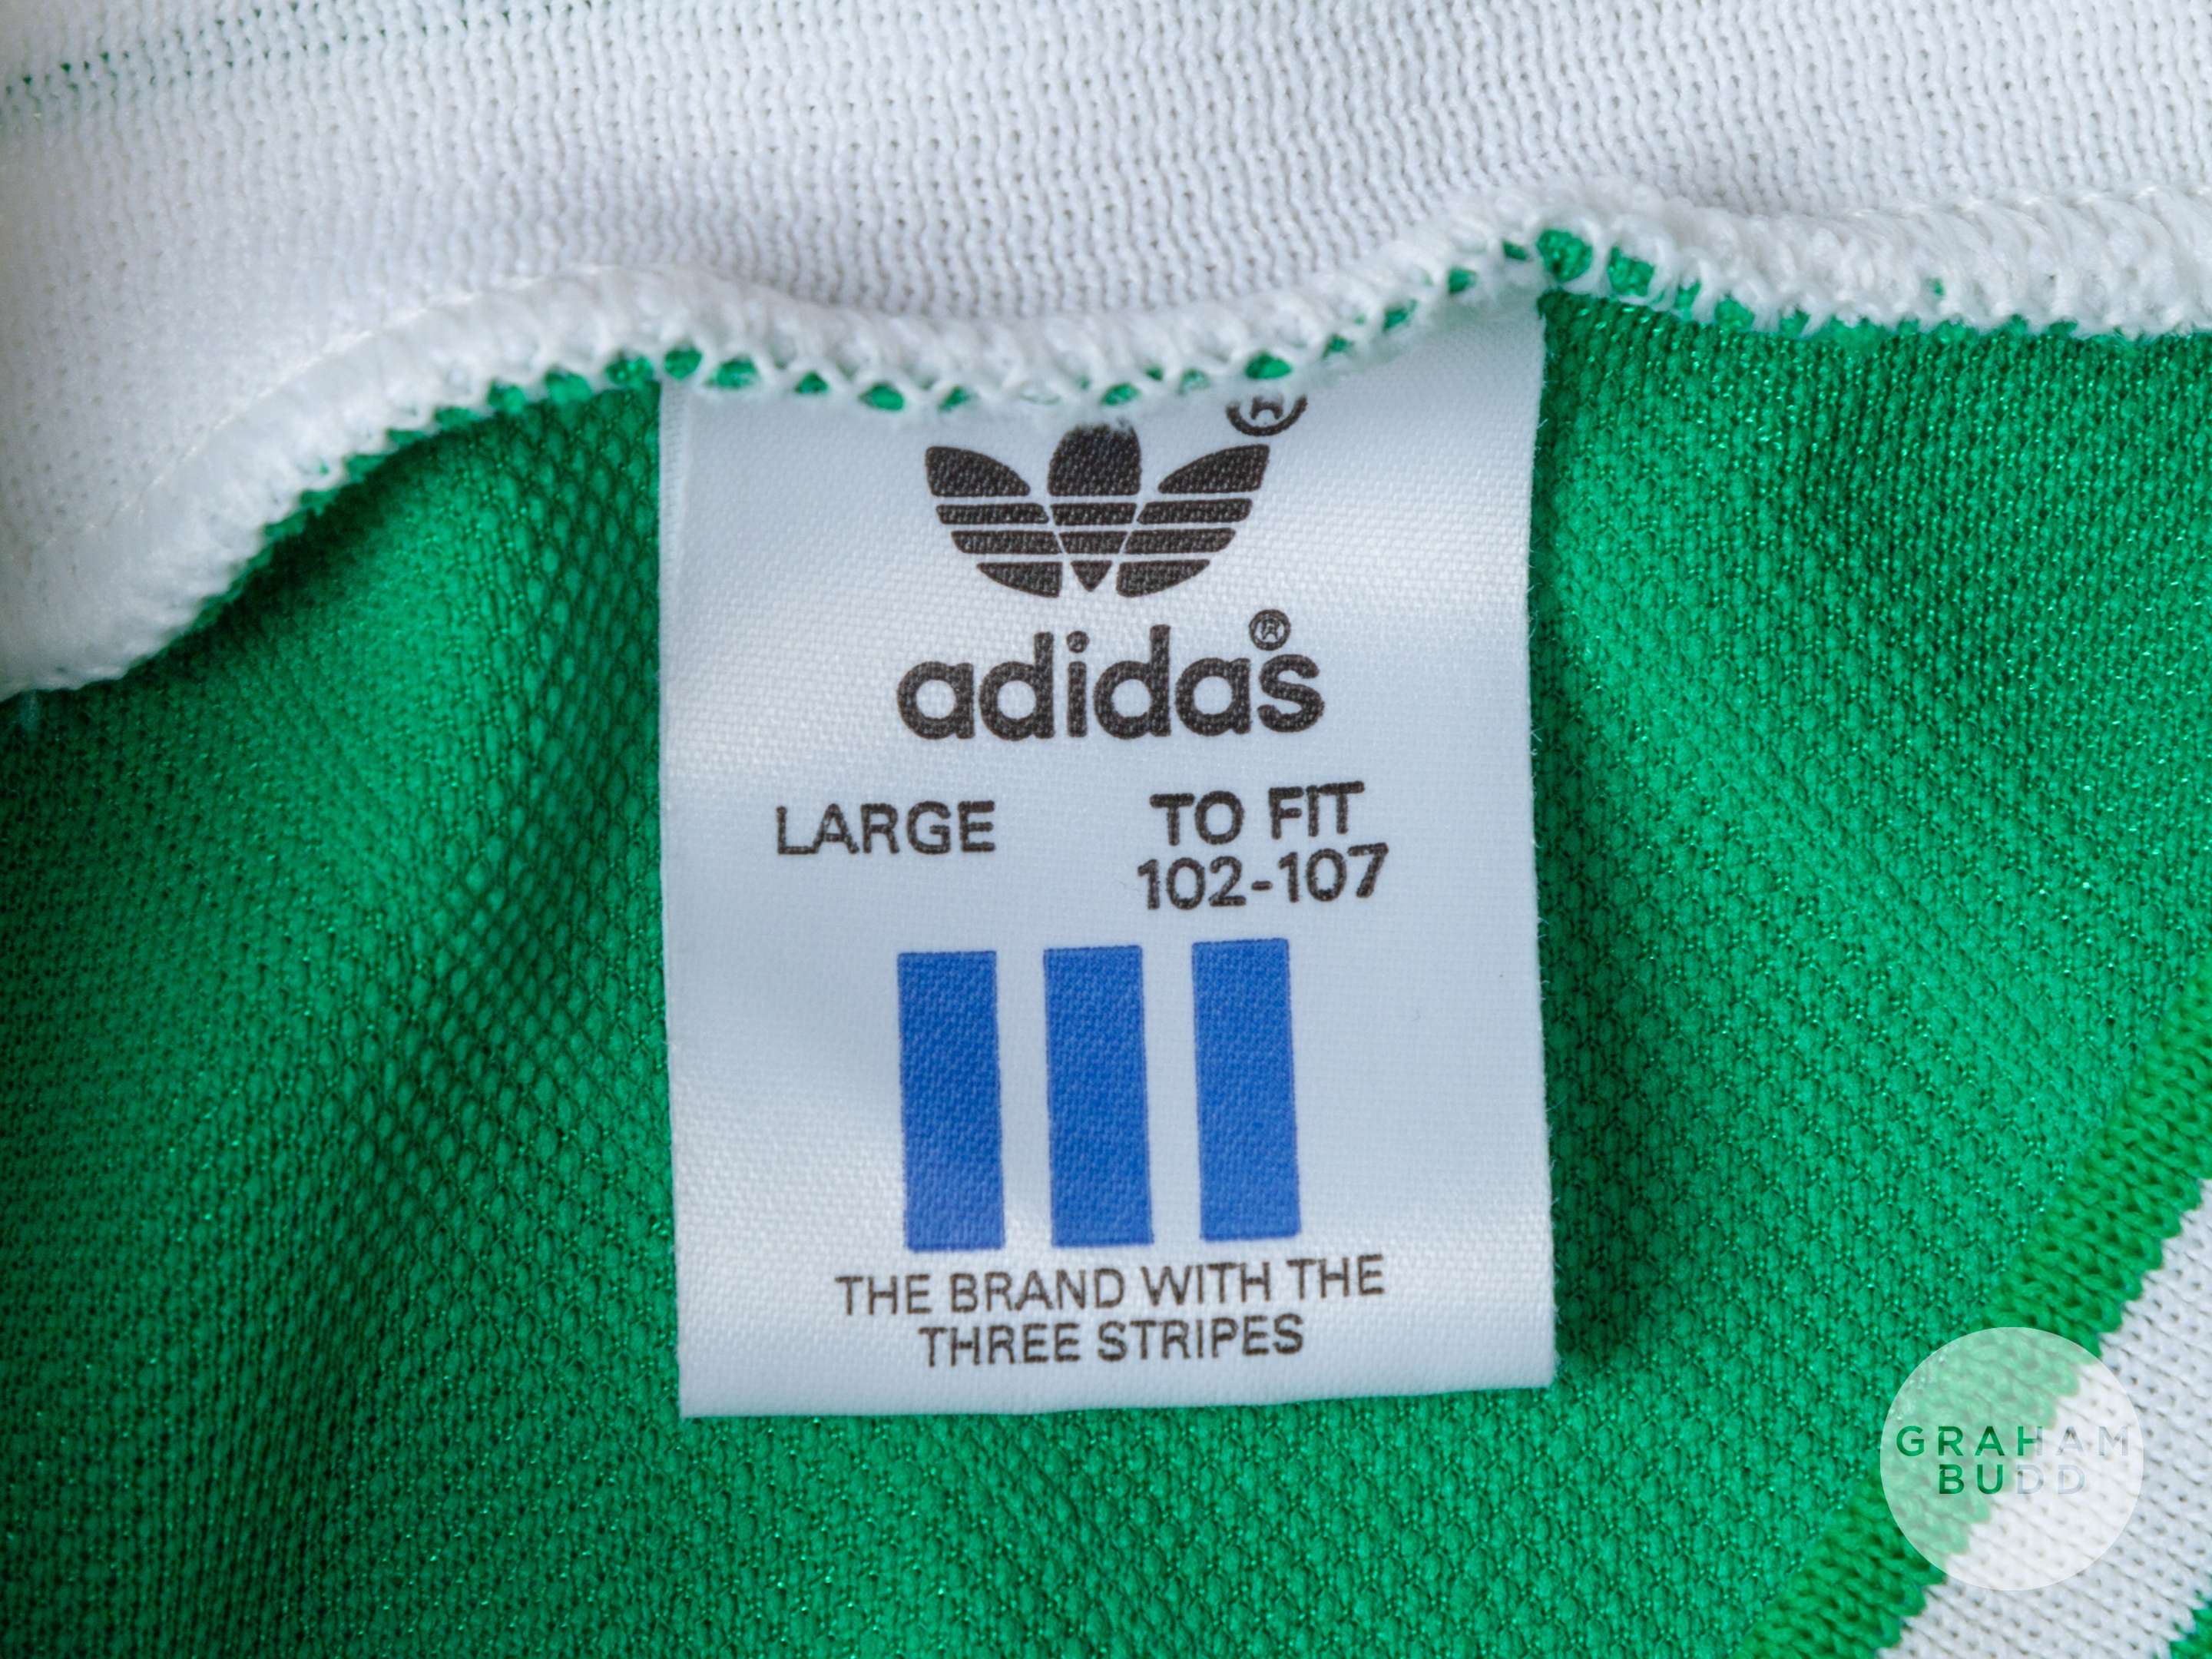 adidas®
LARGE
TO FIT
102-107
THE BRAND WITH THE
THREE STRIPES
GRAHAM
BUDD